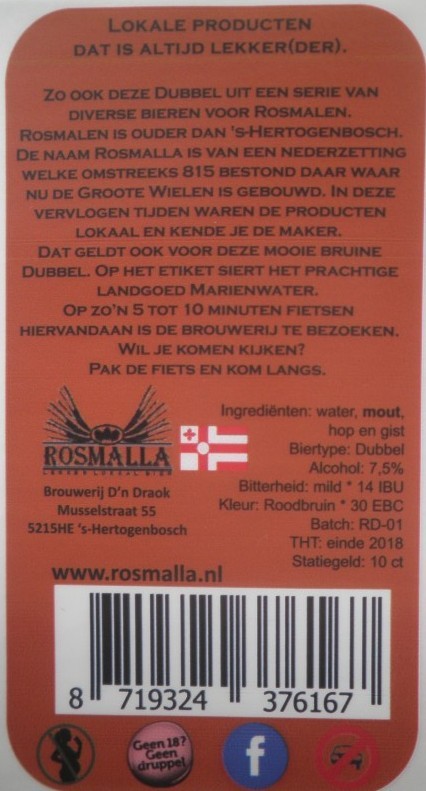 LOKALE PRODUCTEN
DAT IS ALTIJD LEKKER(DER).
ZO OOK DEZE DUBBEL UIT EEN SERIE VAN
DIVERSE BIEREN VOOR ROSMALEN.
ROSMALEN IS OUDER DAN 'S-HERTOGENBOSCH.
DE NAAM ROSMALLA IS VAN EEN NEDERZETTING
WELKE OMSTREEKS 815 BESTOND DAAR WAAR
NU DE GROOTE WIELEN IS GEBOUWD. IN DEZE
VERVLOGEN TIJDEN WAREN DE PRODUCTEN
LOKAAL EN KENDE JE DE MAKER.
DAT GELDT OOK VOOR DEZE MOOIE BRUINE
DUBBEL. OP HET ETIKET SIERT HET PRACHTIGE
LANDGOED MARIENWATER.
OP ZO'N 5 TOT 10 MINUTEN FIETSEN
HIERVANDAAN IS DE BROUWERIJ TE BEZOEKEN.
WIL JE KOMEN KIJKEN?
PAK DE FIETS EN KOM LANGS.
ROSMALLA
LEKKER LOKAAL BIER
Brouwerij D'n Draok
Musselstraat 55
5215HE 's-Hertogenbosch
www.rosmalla.nl
Ingrediënten: water, mout,
hop en gist
Biertype: Dubbel
Alcohol: 7,5%
Bitterheid: mild * 14 IBU
Kleur: Roodbruin * 30 EBC
Batch: RD-01
THT: einde 2018
Statiegeld: 10 ct
8 719324 376167
Geen 18?
Geen
druppel
f